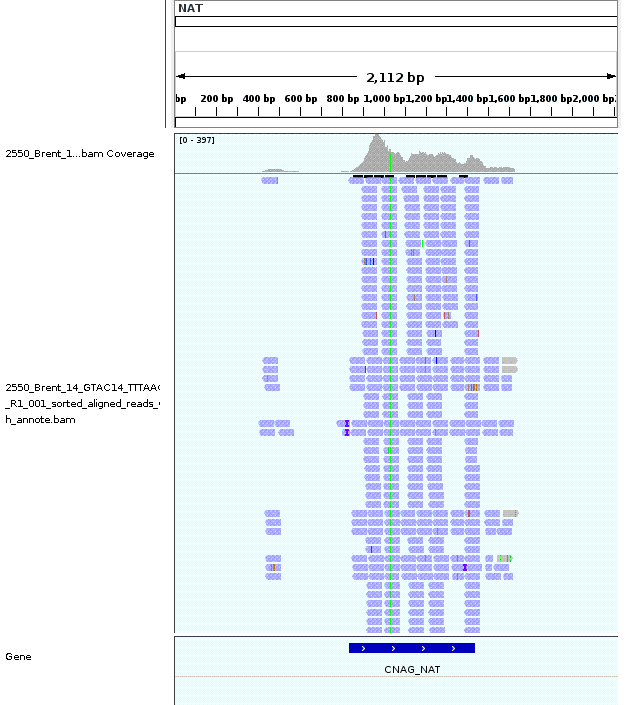 NAT
2,112 bp
bp 200 bp 400 bp 600 bp 800 bp 1,000 bp 1,200 bp 1,400 bp 1,600 bp 1,800 bp 2,000 bp
[0 - 397]
2550_Brent_1...bam Coverage
2550_Brent_14_GTAC14_TTTAAC
_R1_001_sorted_aligned_reads_
h_annote.bam
Gene
CNAG_NAT